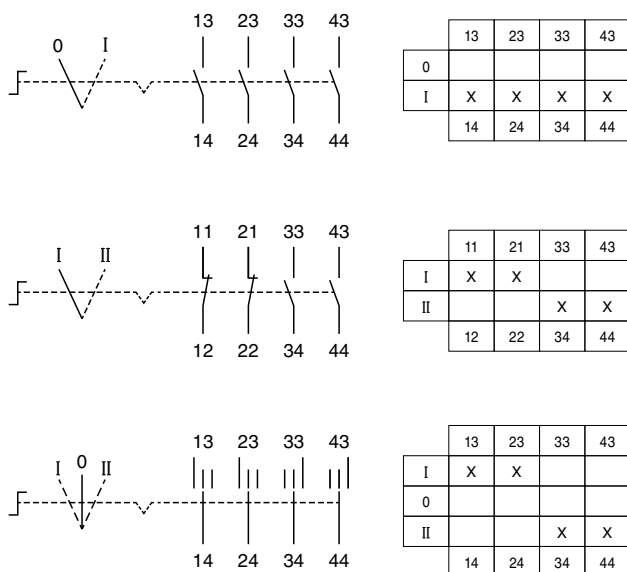 13 23 33 43
0 I
14 24 34 44
13 23 33 43
0
I X X X X
14 24 34 44
11 21 33 43
I II
12 22 34 44
11 21 33 43
I X X
II X X
12 22 34 44
13 23 33 43
I 0 II
14 24 34 44
13 23 33 43
I X X
0
II X X
14 24 34 44